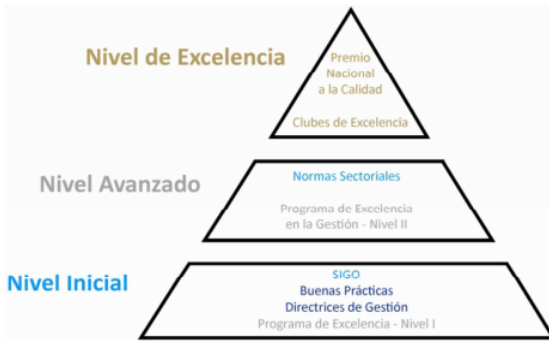 Nivel de Excelencia
Premio
Nacional
a la Calidad
Clubes de Excelencia
Nivel Avanzado
Normas Sectoriales
Programa de Excelencia
en la Gestión - Nivel II
Nivel Inicial
SIGO
Buenas Prácticas
Directrices de Gestión
Programa de Excelencia - Nivel I